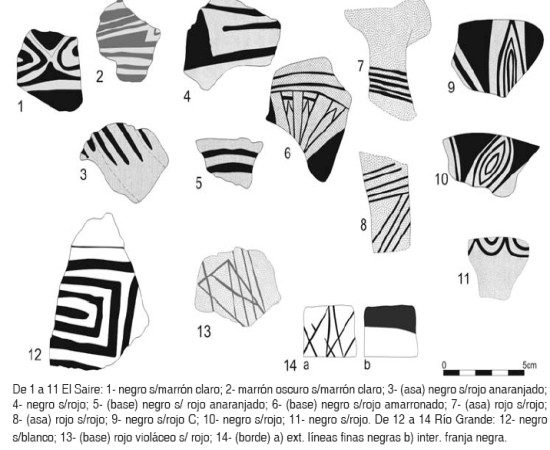 1
2
3
4
5
6
7
8
9
10
11
12
13
14
a
b
0
5cm
De 1 a 11 El Saire: 1- negro s/marrón claro; 2- marrón oscuro s/marrón claro; 3- (asa) negro s/rojo anaranjado;
4- negro s/rojo; 5- (base) negro s/ rojo anaranjado; 6- (base) negro s/rojo amarronado; 7- (asa) rojo s/rojo;
8- (asa) rojo s/rojo; 9- negro s/rojo C; 10- negro s/rojo; 11- negro s/rojo. De 12 a 14 Río Grande: 12- negro
s/blanco; 13- (base) rojo violáceo s/ rojo; 14- (borde) a) ext. líneas finas negras b) inter. franja negra.